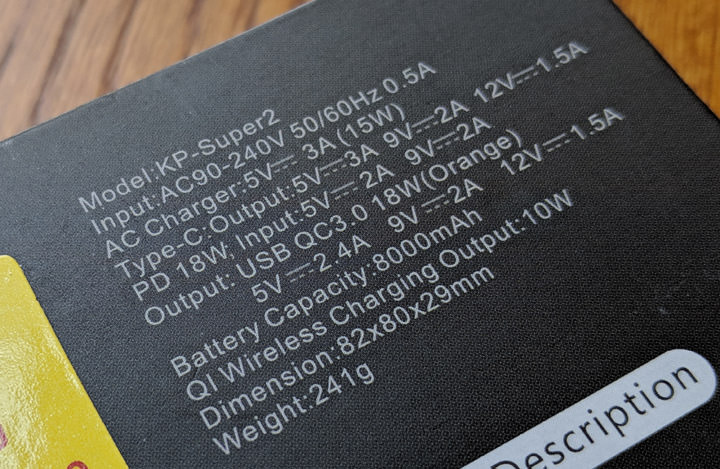 Model:KP-Super2
Input:AC90-240V 50/60Hz 0.5A
AC Charger:5V⎓ 3A (15W)
Type-C:Output:5V⎓3A 9V⎓2A 12V⎓1.5A
PD 18W, Input:5V⎓ 2A 9V⎓2A
Output: USB QC3.0 18W(Orange)
5V⎓2.4A 9V⎓2A 12V⎓1.5A
Battery Capacity:8000mAh
QI Wireless Charging Output:10W
Dimension:82x80x29mm
Weight:241g
Description